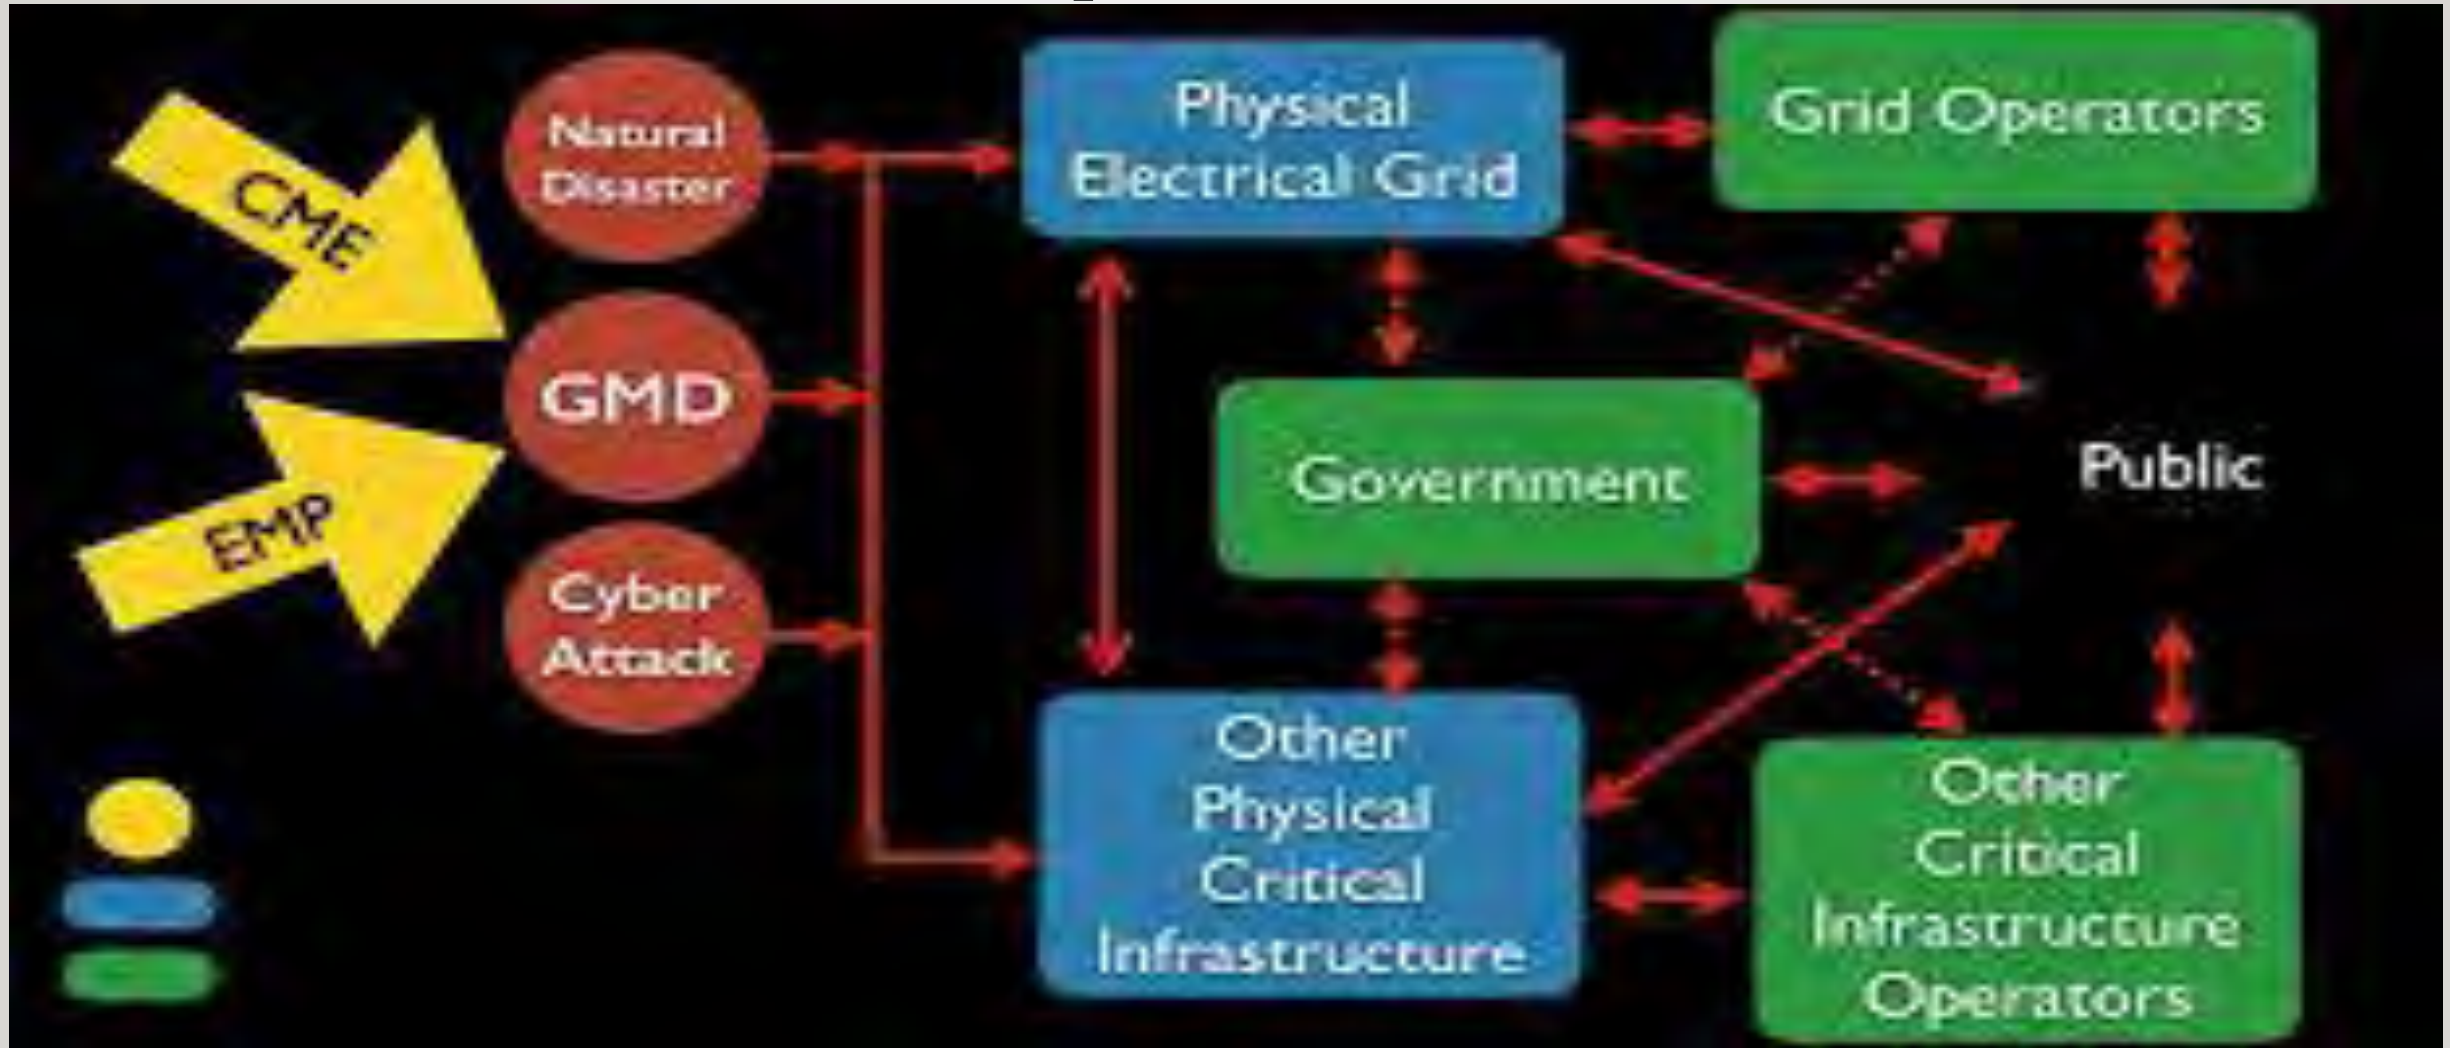 CME
EMP
Natural
Disaster
GMD
Cyber
Attack
Physical
Electrical Grid
Grid Operators
Government
Public
Other
Physical
Critical
Infrastructure
Other
Critical
Infrastructure
Operators